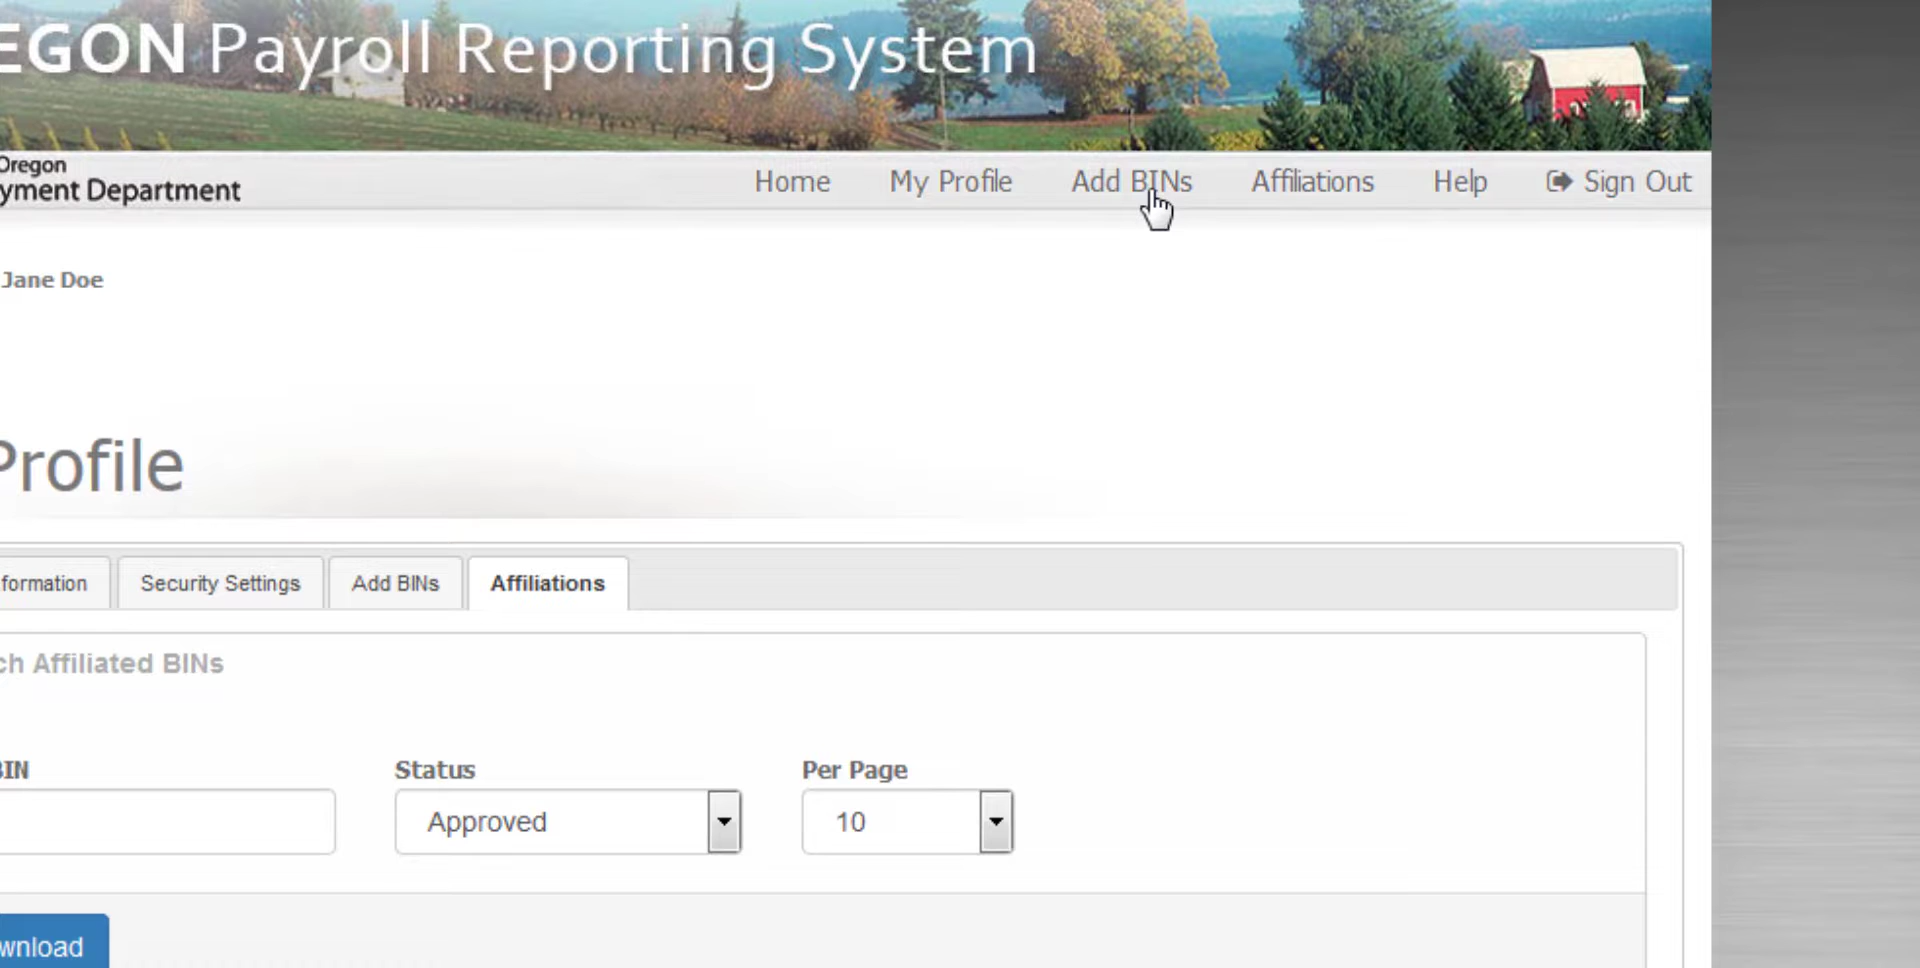 EGON Payroll Reporting System
Oregon
yment Department
Home My Profile Add BINs Affiliations Help Sign Out
Jane Doe
Profile
formation Security Settings Add BINs Affiliations
ch Affiliated BINs
BIN Status Per Page
Approved 10
wnload